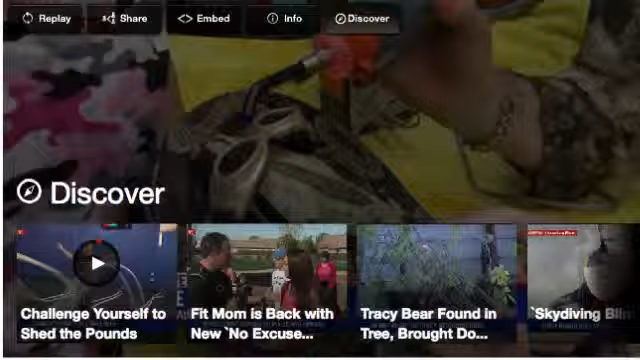 Replay Share <> Embed Info Discover
Discover
Challenge Yourself to
Shed the Pounds
Fit Mom is Back with
New `No Excuse...
Tracy Bear Found in
Tree, Brought Do...
`Skydiving Blin